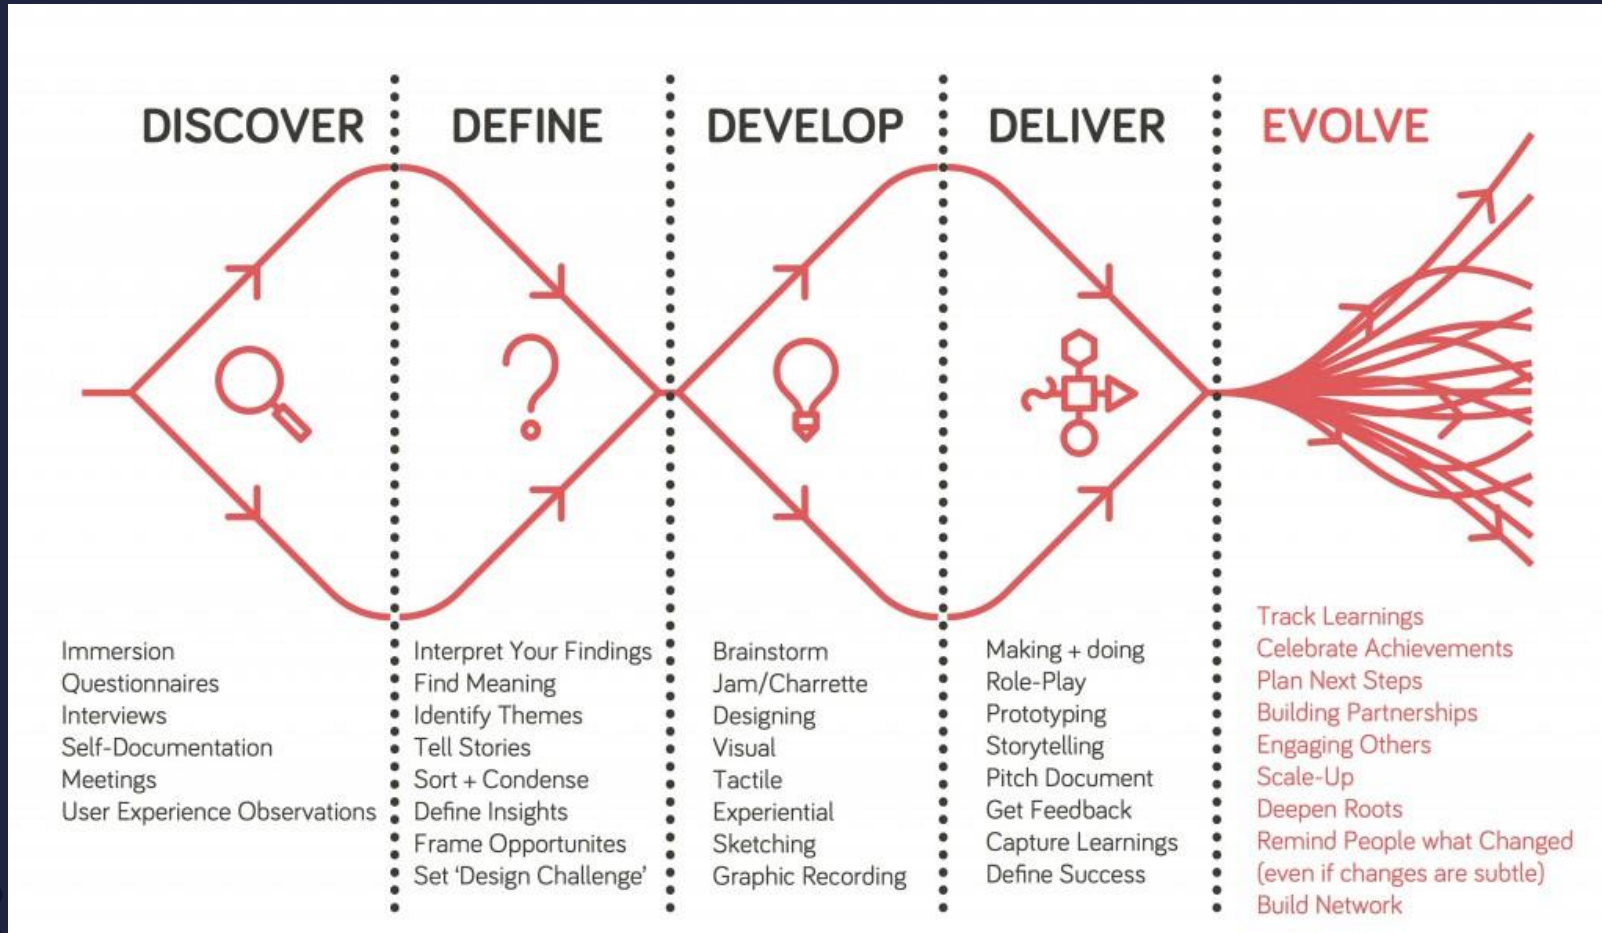 DISCOVER
DEFINE
DEVELOP
DELIVER
EVOLVE
Immersion
Questionnaires
Interviews
Self-Documentation
Meetings
User Experience Observations
Interpret Your Findings
Find Meaning
Identify Themes
Tell Stories
Sort + Condense
Define Insights
Frame Opportunites
Set ‘Design Challenge’
Brainstorm
Jam/Charrette
Designing
Visual
Tactile
Experiential
Sketching
Graphic Recording
Making + doing
Role-Play
Prototyping
Storytelling
Pitch Document
Get Feedback
Capture Learnings
Define Success
Track Learnings
Celebrate Achievements
Plan Next Steps
Building Partnerships
Engaging Others
Scale-Up
Deepen Roots
Remind People what Changed
(even if changes are subtle)
Build Network